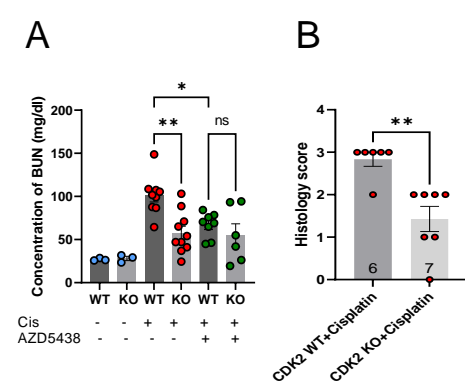 A
B
Concentration of BUN (mg/dl)
200
150
100
50
0
*
**
ns
WT KO WT KO WT KO
Cis - - + + + +
AZD5438 - - - - + +
Histology score
4
3
2
1
0
**
6 7
CDK2 WT+Cisplatin
CDK2 KO+Cisplatin